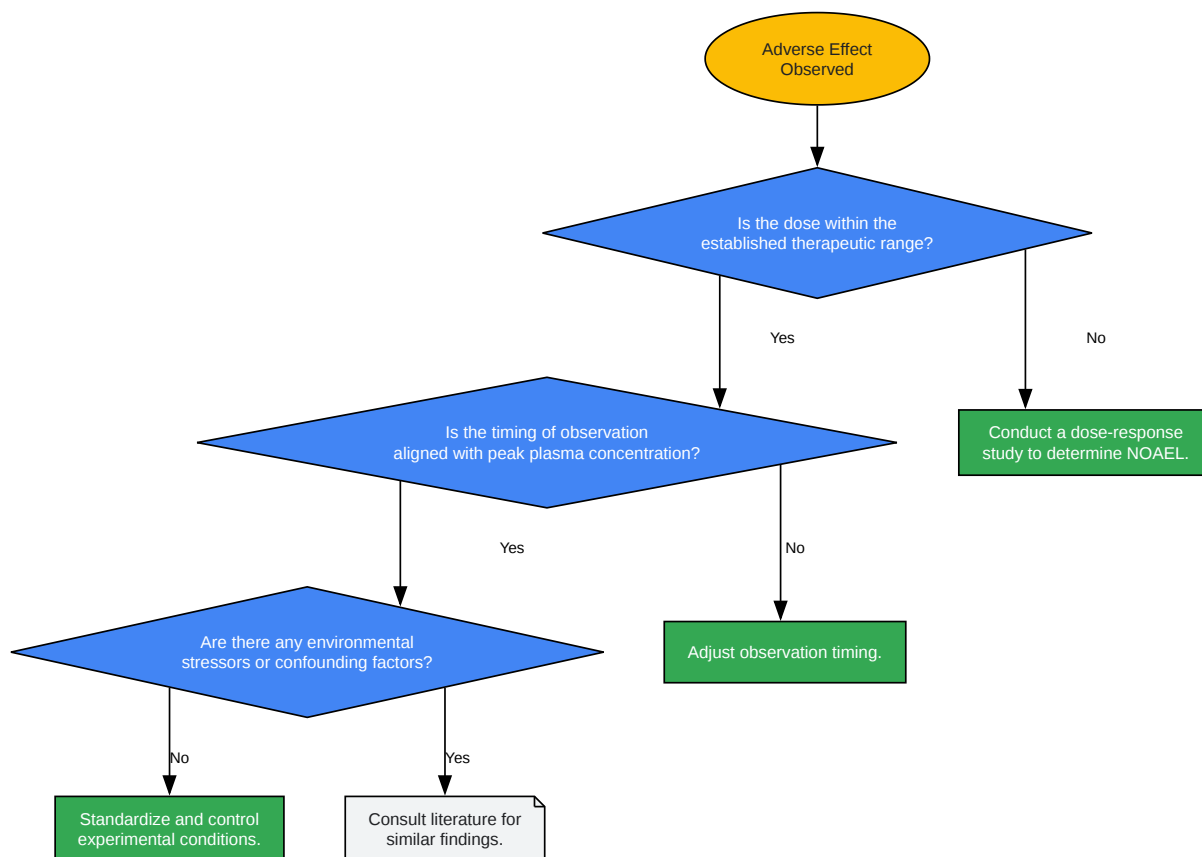 Adverse Effect
Observed
Is the dose within the
established therapeutic range?
Yes
No
Is the timing of observation
aligned with peak plasma concentration?
Conduct a dose-response
study to determine NOAEL.
Yes
No
Are there any environmental
stressors or confounding factors?
Adjust observation timing.
No
Yes
Standardize and control
experimental conditions.
Consult literature for
similar findings.